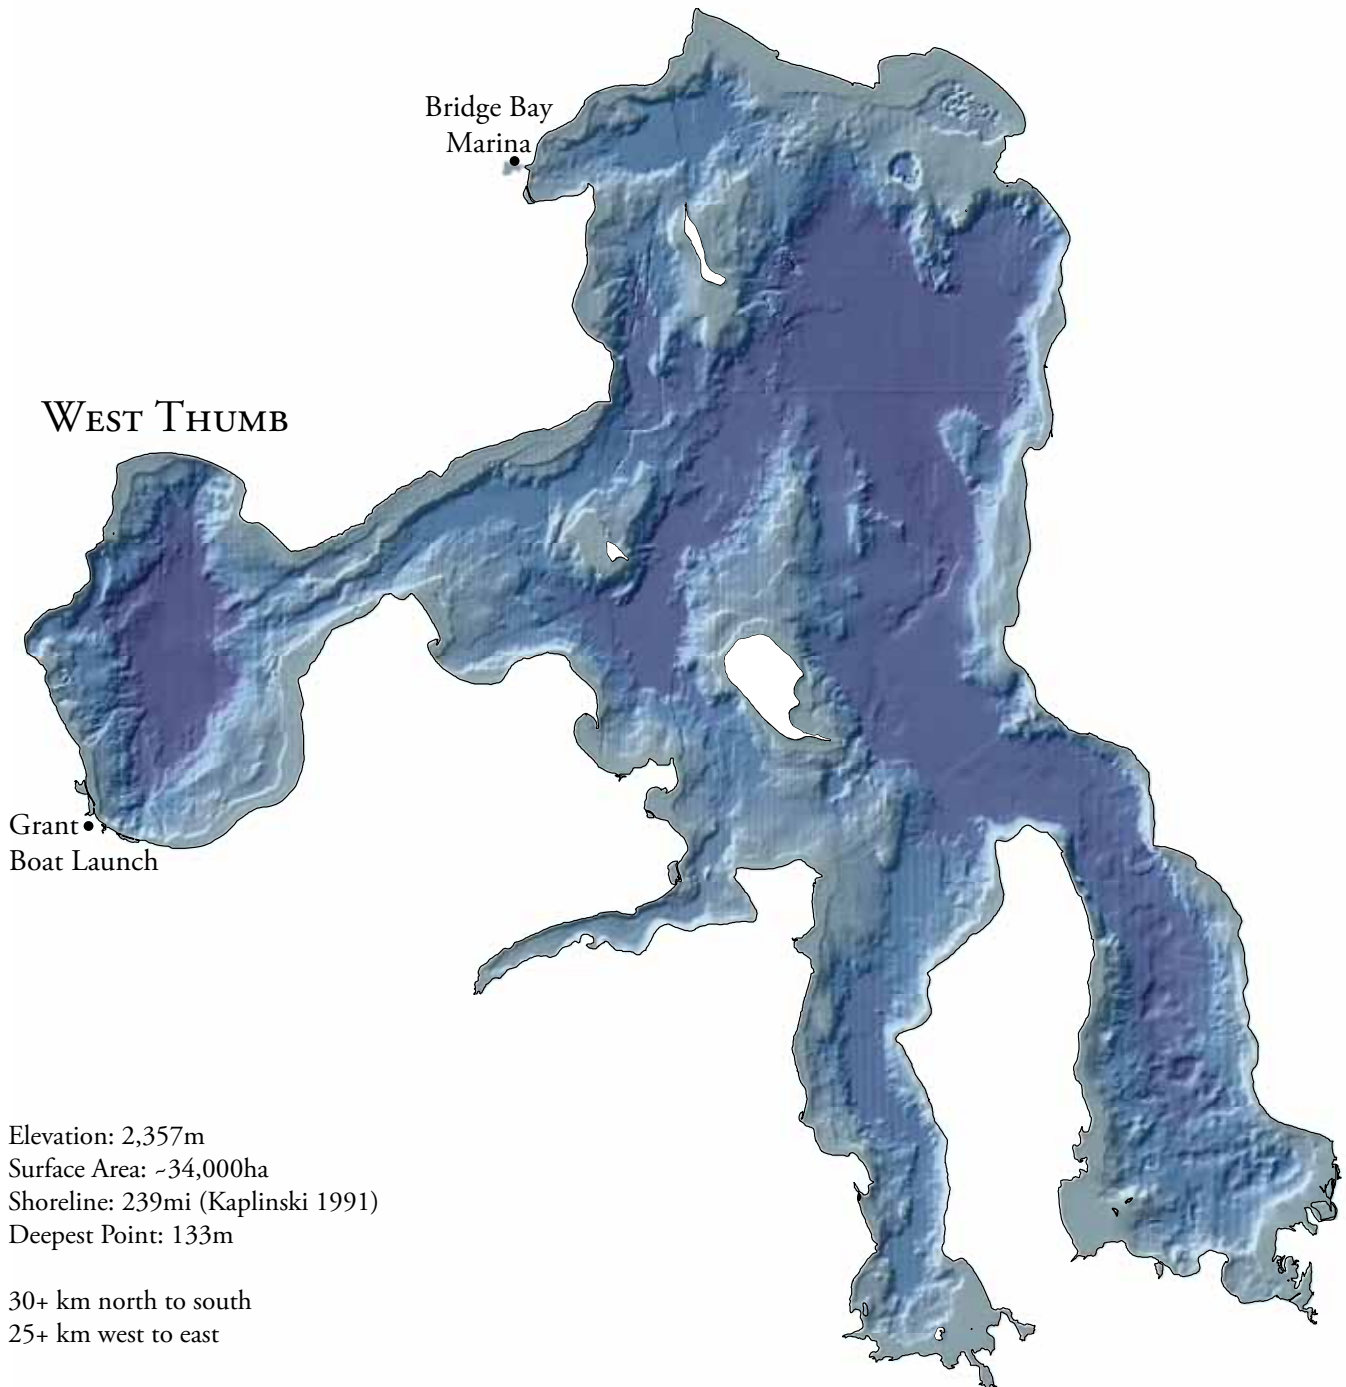 Bridge Bay
Marina
WEST THUMB
Grant
Boat Launch
Elevation: 2,357m
Surface Area: ~34,000ha
Shoreline: 239mi (Kaplinski 1991)
Deepest Point: 133m
30+ km north to south
25+ km west to east